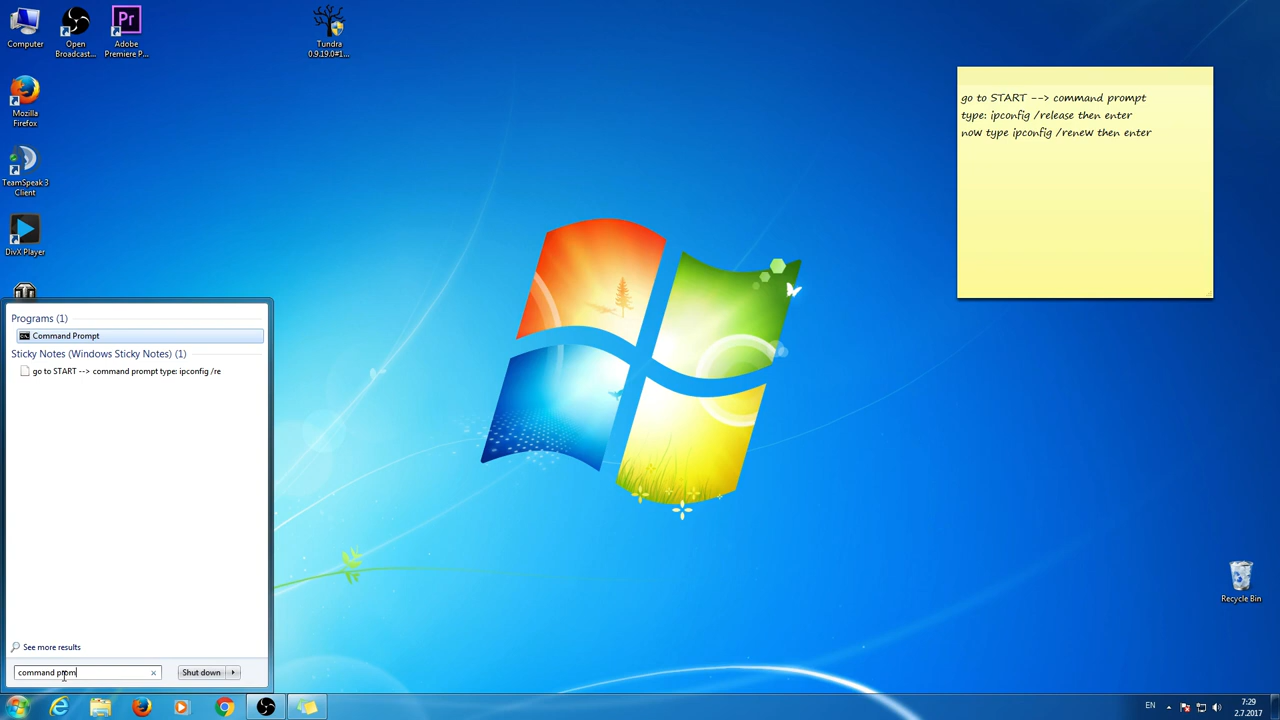 Computer
Open
Broadcast...
Adobe
Premiere P...
Tundra
0.9.19.0#1...
Mozilla
Firefox
TeamSpeak 3
Client
DivX Player
go to START --> command prompt
type: ipconfig /release then enter
now type ipconfig /renew then enter
Programs (1)
Command Prompt
Sticky Notes (Windows Sticky Notes) (1)
go to START --> command prompt type: ipconfig /re
See more results
command prom
Shut down
Recycle Bin
EN
7:29
2.7.2017